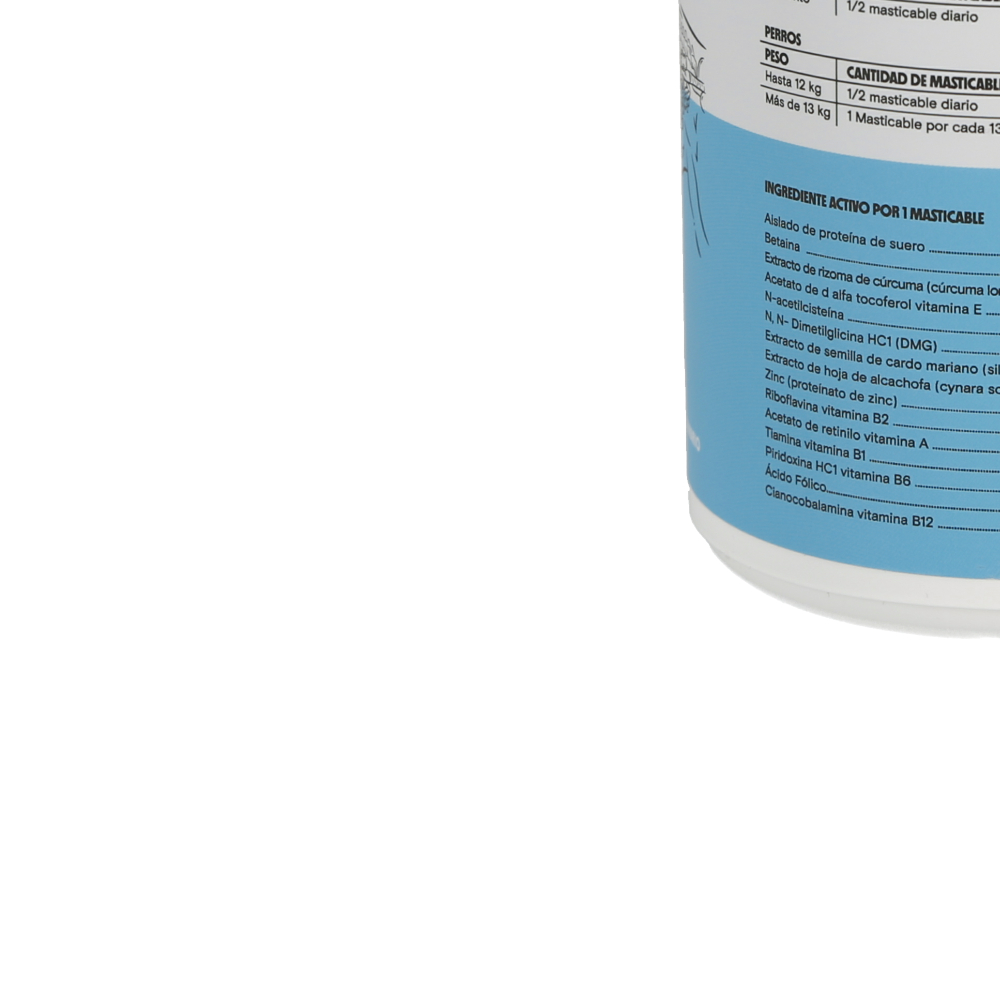 1/2 masticable diario
PERROS
PESO CANTIDAD DE MASTICABL
Hasta 12 kg 1/2 masticable diario
Más de 13 kg 1 Masticable por cada 13
INGREDIENTE ACTIVO POR 1 MASTICABLE
Aislado de proteína de suero
Betaina
Extracto de rizoma de cúrcuma (cúrcuma lo
Acetato de d alfa tocoferol vitamina E
N-acetilcisteína
N, N- Dimetilglicina HC1 (DMG)
Extracto de semilla de cardo mariano (sil
Extracto de hoja de alcachofa (cynara sc
Zinc (proteinato de zinc)
Riboflavina vitamina B2
Acetato de retinilo vitamina A
Tiamina vitamina B1
Piridoxina HC1 vitamina B6
Ácido Fólico
Cianocobalamina vitamina B12